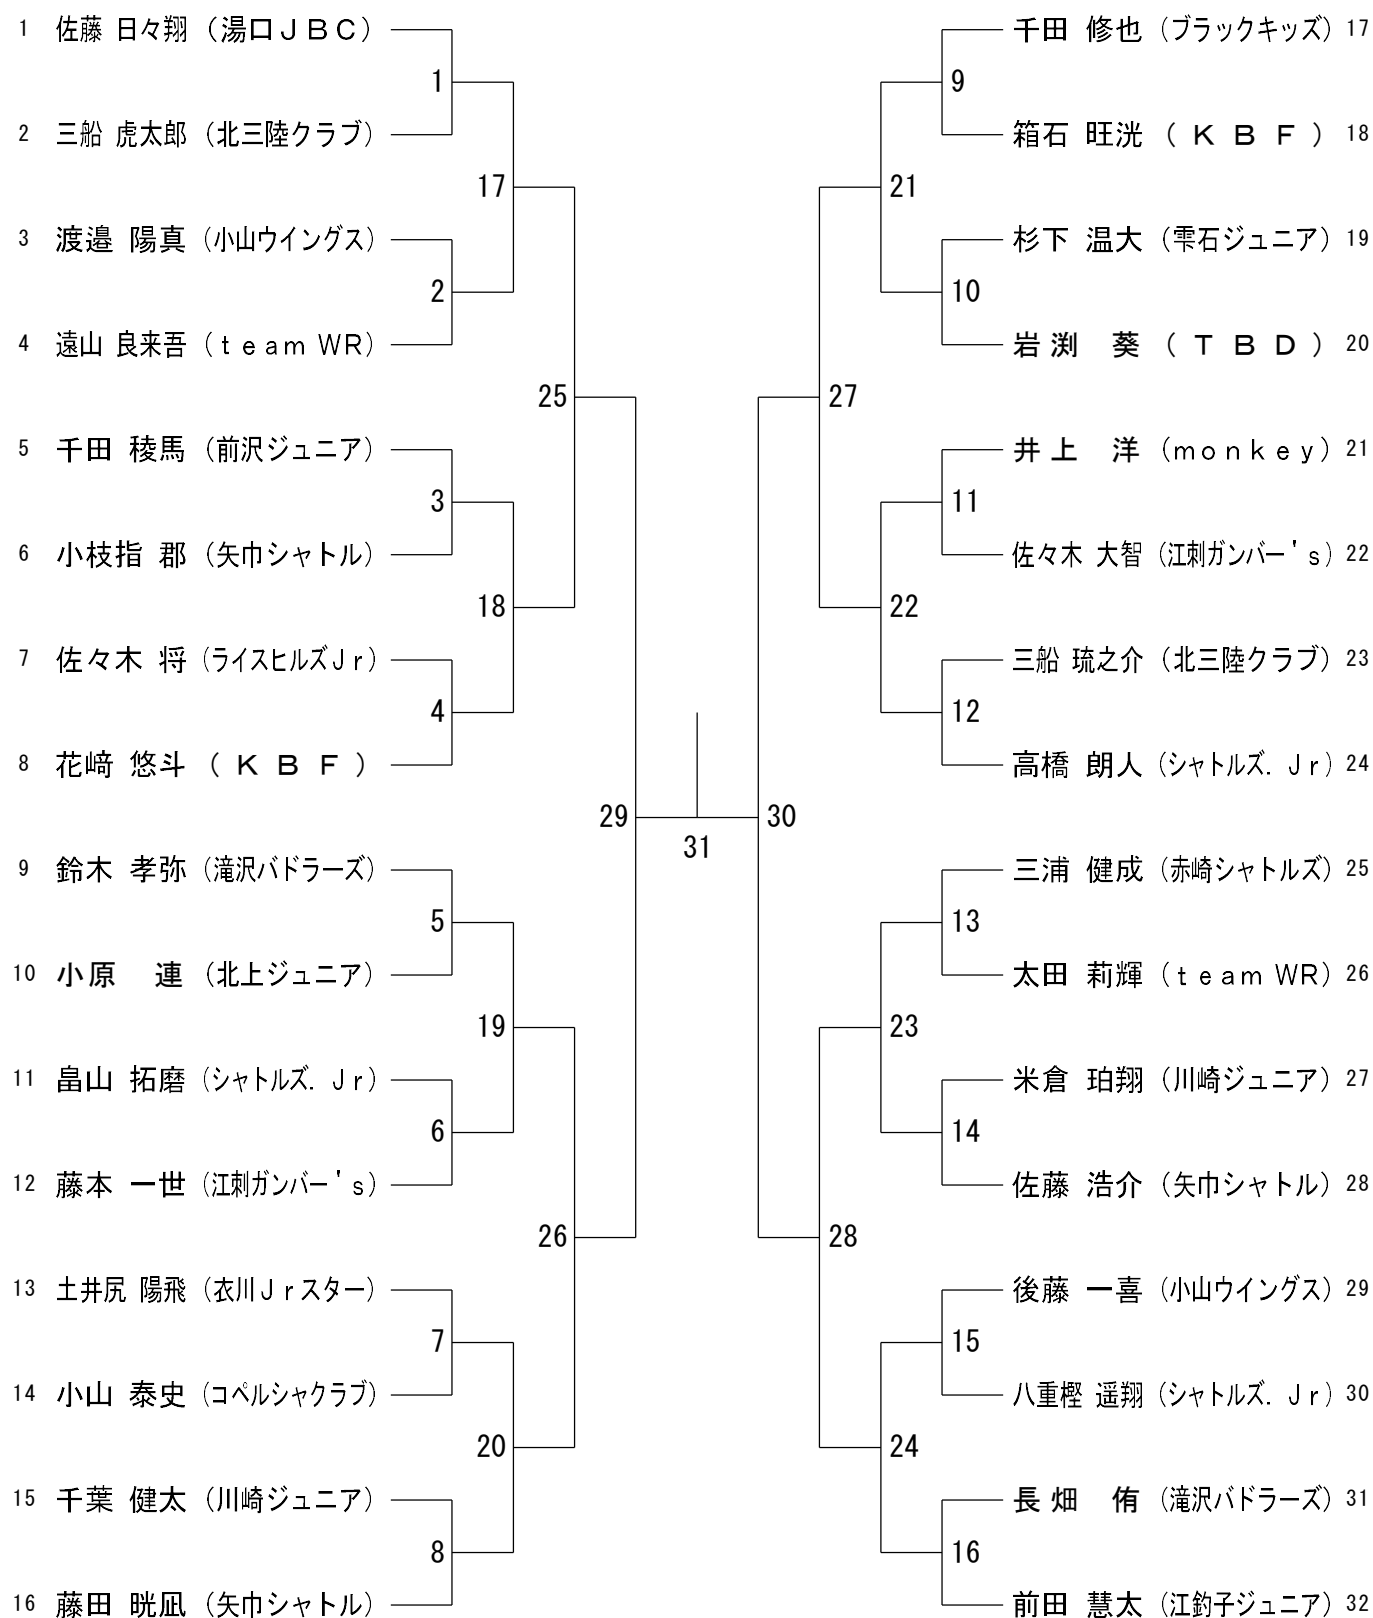 1 佐藤 日々翔 (湯口ＪＢＣ)
1
2 三船 虎太郎 (北三陸クラブ)
17
3 渡邉 陽真 (小山ウイングス)
2
4 遠山 良来吾 (ｔｅａｍ WR)
25
5 千田 稜馬 (前沢ジュニア)
3
6 小枝指 郡 (矢巾シャトル)
18
7 佐々木 将 (ライスヒルズＪｒ)
4
8 花﨑 悠斗 (ＫＢＦ)
29
9 鈴木 孝弥 (滝沢バドラーズ)
5
10 小原 連 (北上ジュニア)
19
11 畠山 拓磨 (シャトルズ. Ｊｒ)
6
12 藤本 一世 (江刺ガンバー'ｓ)
26
13 土井尻 陽飛 (衣川Ｊｒスター)
7
14 小山 泰史 (コペルシャクラブ)
20
15 千葉 健太 (川崎ジュニア)
8
16 藤田 晄凪 (矢巾シャトル)
31
千田 修也 (ブラックキッズ) 17
9
箱石 旺洸 (ＫＢＦ) 18
21
杉下 温大 (雫石ジュニア) 19
10
岩渕 葵 (ＴＢＤ) 20
27
井上 洋 (ｍｏｎｋｅｙ) 21
11
佐々木 大智 (江刺ガンバー'ｓ) 22
22
三船 琉之介 (北三陸クラブ) 23
12
高橋 朗人 (シャトルズ. Ｊｒ) 24
30
三浦 健成 (赤崎シャトルズ) 25
13
太田 莉輝 (ｔｅａｍ WR) 26
23
米倉 珀翔 (川崎ジュニア) 27
14
佐藤 浩介 (矢巾シャトル) 28
28
後藤 一喜 (小山ウイングス) 29
15
八重樫 遥翔 (シャトルズ. Ｊｒ) 30
24
長畑 侑 (滝沢バドラーズ) 31
16
前田 慧太 (江釣子ジュニア) 32